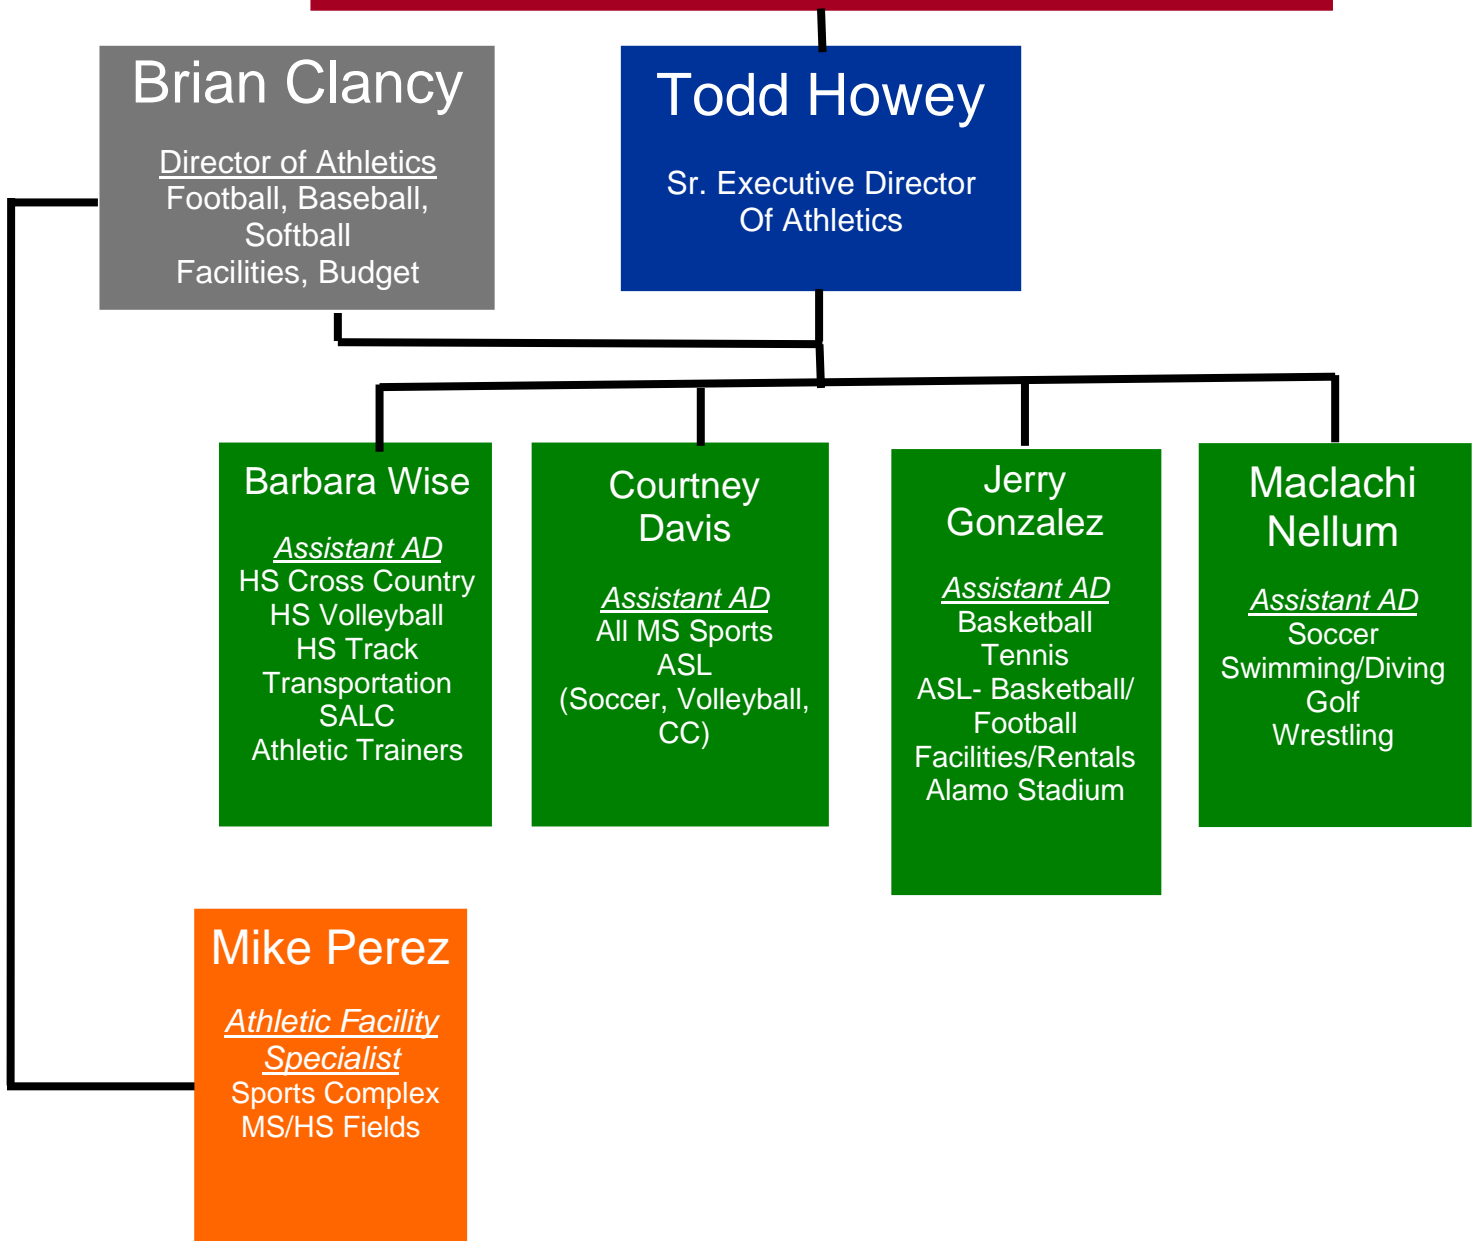 Brian Clancy
Director of Athletics
Football, Baseball,
Softball
Facilities, Budget
Todd Howey
Sr. Executive Director
Of Athletics
Barbara Wise
Assistant AD
HS Cross Country
HS Volleyball
HS Track
Transportation
SALC
Athletic Trainers
Courtney
Davis
Assistant AD
All MS Sports
ASL
(Soccer, Volleyball,
CC)
Jerry
Gonzalez
Assistant AD
Basketball
Tennis
ASL- Basketball/
Football
Facilities/Rentals
Alamo Stadium
Maclachi
Nellum
Assistant AD
Soccer
Swimming/Diving
Golf
Wrestling
Mike Perez
Athletic Facility
Specialist
Sports Complex
MS/HS Fields